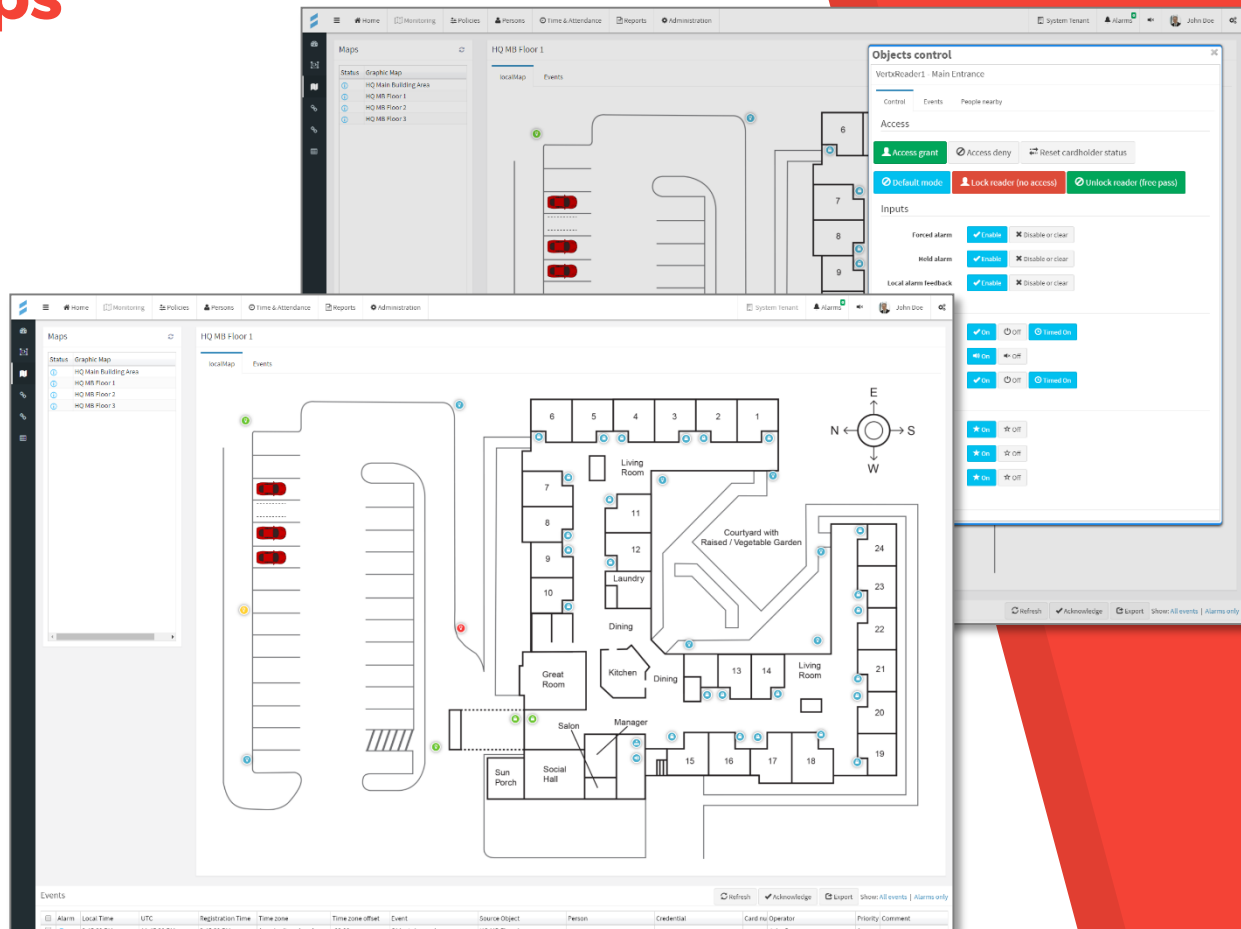 ps
Home Monitoring Policies Persons Time & Attendance Reports Administration System Tenant Alarms John Doe
Maps
Status Graphic Map
HQ Main Building Area
HQ MB Floor 1
HQ MB Floor 2
HQ MB Floor 3
HQ MB Floor 1
localMap Events
6
7
8
9
Objects control
VertxReader1 - Main Entrance
Control Events People nearby
Access
Access grant Access deny Reset cardholder status
Default mode Lock reader (no access) Unlock reader (free pass)
Inputs
Forced alarm Enable Disable or clear
Held alarm Enable Disable or clear
Local alarm feedback Enable Disable or clear
On Off Timed On
On Off
On Off Timed On
On Off
On Off
On Off
Refresh Acknowledge Export Show: All events | Alarms only
Home Monitoring Policies Persons Time & Attendance Reports Administration System Tenant Alarms John Doe
Maps
Status Graphic Map
HQ Main Building Area
HQ MB Floor 1
HQ MB Floor 2
HQ MB Floor 3
HQ MB Floor 1
localMap Events
E
N S
W
6 5 4 3 2 1
Living
Room
7
8
9
10
11
12
Laundry
Courtyard with
Raised / Vegetable Garden
24
23
22
21
20
19
Dining
Great
Room
Kitchen
Dining
13 14
Living
Room
Salon
Manager
Sun
Porch
Social
Hall
15 16 17 18
Events
Refresh Acknowledge Export Show: All events | Alarms only
Alarm Local Time UTC Registration Time Time zone Time zone offset Event Source Object Person Credential Card nu Operator Priority Comment